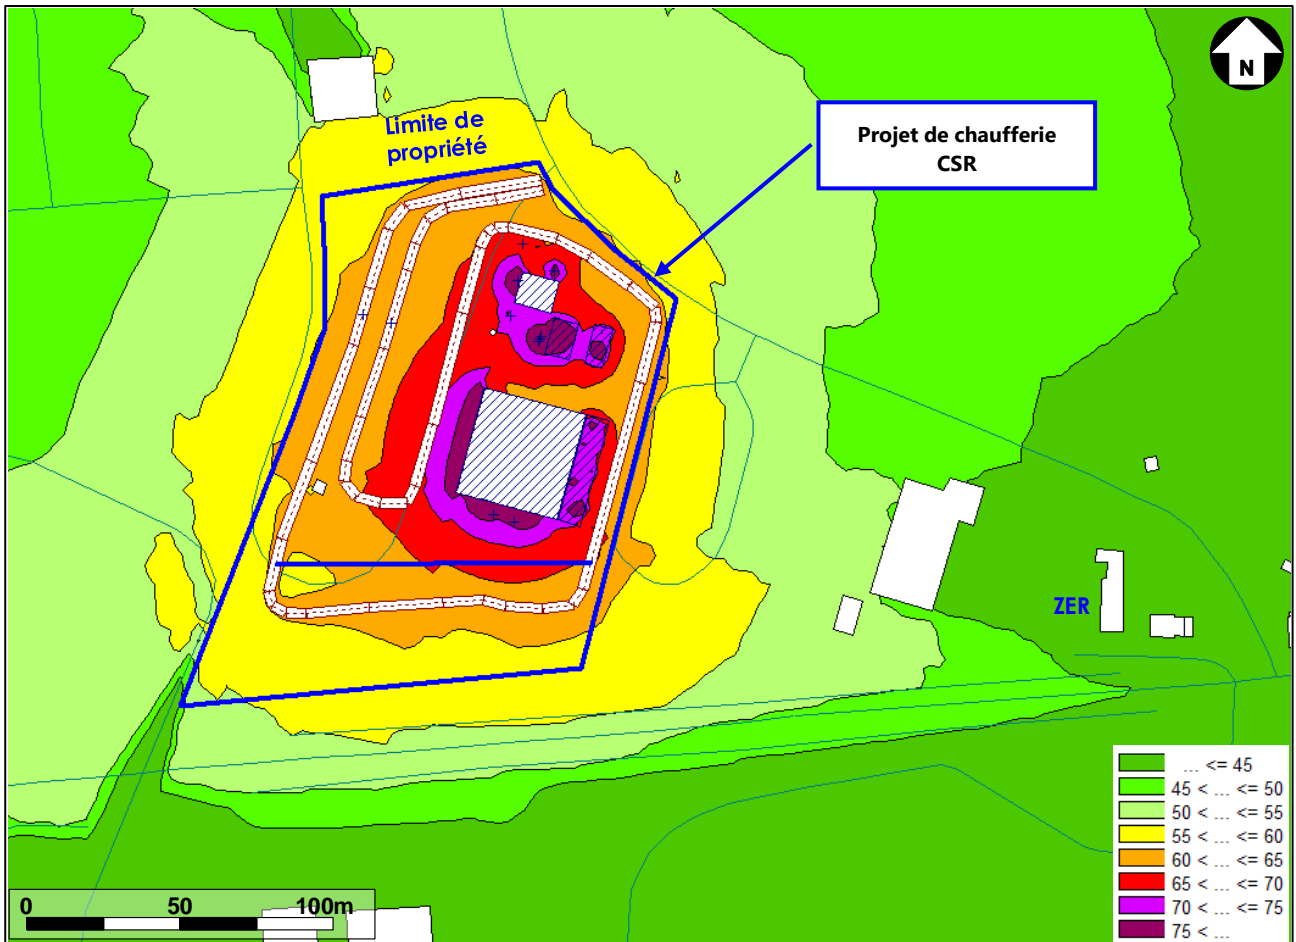 N
Limite de
propriété
Projet de chaufferie
CSR
ZER
... <= 45
45 < ... <= 50
50 < ... <= 55
55 < ... <= 60
60 < ... <= 65
65 < ... <= 70
70 < ... <= 75
75 < ...
0 50 100m